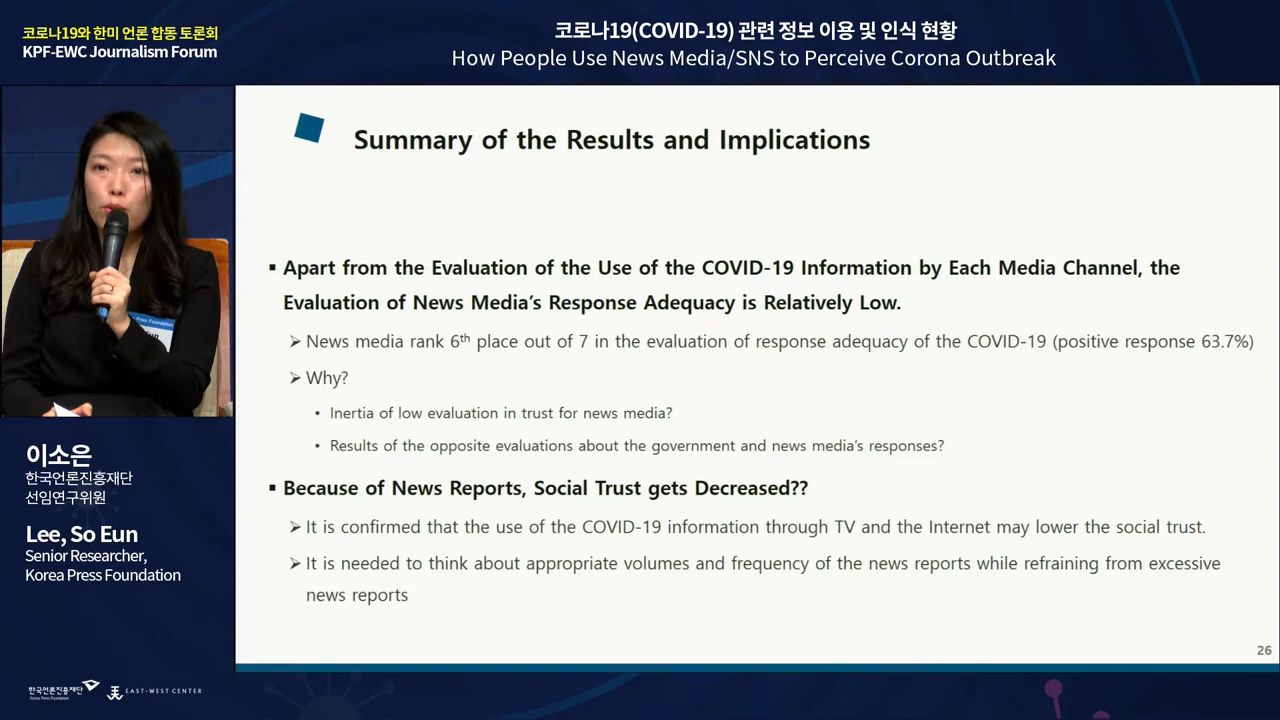 코로나19와 한미 언론 합동 토론회
KPF-EWC Journalism Forum
코로나19(COVID-19) 관련 정보 이용 및 인식 현황
How People Use News Media/SNS to Perceive Corona Outbreak
Summary of the Results and Implications
▪ Apart from the Evaluation of the Use of the COVID-19 Information by Each Media Channel, the
Evaluation of News Media's Response Adequacy is Relatively Low.
➢ News media rank 6th place out of 7 in the evaluation of response adequacy of the COVID-19 (positive response 63.7%)
➢ Why?
• Inertia of low evaluation in trust for news media?
• Results of the opposite evaluations about the government and news media's responses?
▪ Because of News Reports, Social Trust gets Decreased??
➢ It is confirmed that the use of the COVID-19 information through TV and the Internet may lower the social trust.
➢ It is needed to think about appropriate volumes and frequency of the news reports while refraining from excessive
news reports
26
이소은
한국언론진흥재단
선임연구위원
Lee, So Eun
Senior Researcher,
Korea Press Foundation
한국언론진흥재단
Korea Press Foundation
EAST-WEST CENTER